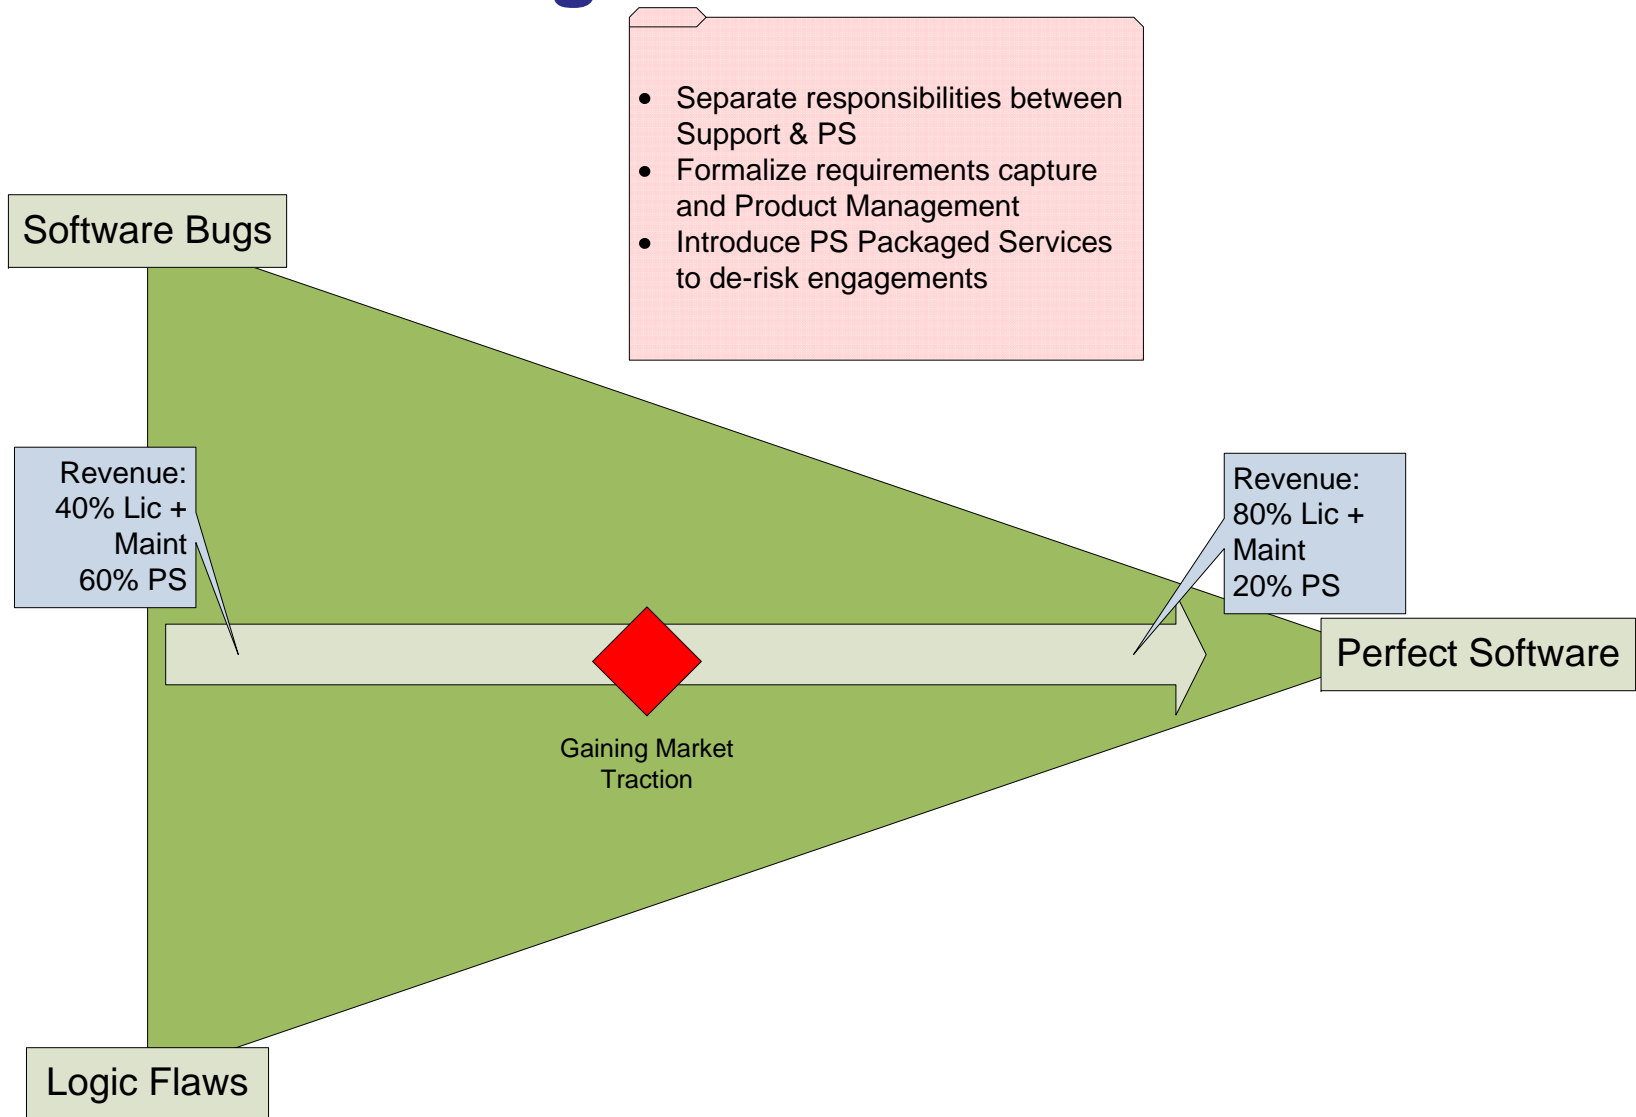 • Separate responsibilities between
Support & PS
• Formalize requirements capture
and Product Management
• Introduce PS Packaged Services
to de-risk engagements
Software Bugs
Revenue:
40% Lic +
Maint
60% PS
Revenue:
80% Lic +
Maint
20% PS
Perfect Software
Gaining Market
Traction
Logic Flaws